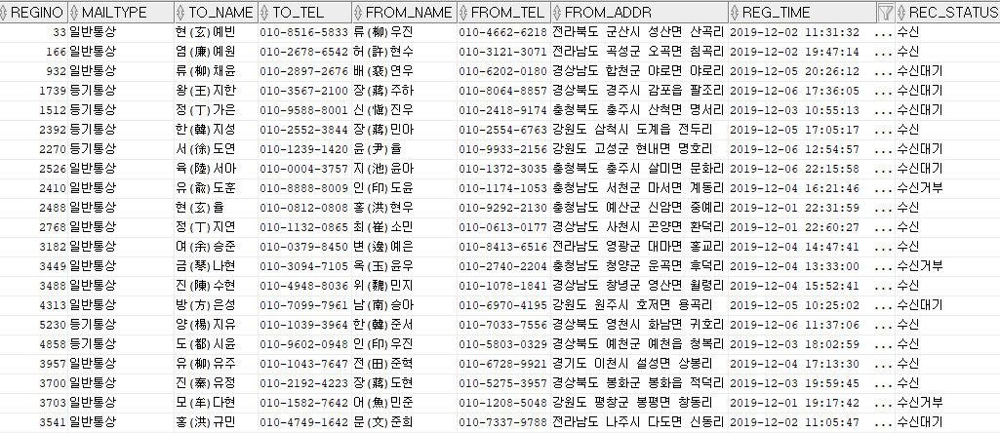 REGINO MAILTYPE TO_NAME TO_TEL FROM_NAME FROM_TEL FROM_ADDR REG_TIME REC_STATUS
33 일반통상 현(玄)예빈 010-8516-5833 류(柳)우진 010-4662-6218 전라북도 군산시 성산면 산곡리 2019-12-02 11:31:32 ... 수신
166 일반통상 염(廉)예원 010-2678-6542 허(許)현수 010-3121-3071 전라남도 곡성군 오곡면 침곡리 2019-12-02 19:47:14 ... 수신
932 일반통상 류(柳)채윤 010-2897-2676 배(裵)연우 010-6202-0180 경상남도 합천군 야로면 야로리 2019-12-05 20:26:12 ... 수신대기
1739 등기통상 왕(王)지한 010-3567-2100 장(蔣)주하 010-8064-8857 경상북도 경주시 감포읍 팔조리 2019-12-06 17:36:05 ... 수신대기
1512 등기통상 정(丁)가은 010-9588-8001 신(愼)진우 010-2418-9174 충청북도 충주시 산척면 명서리 2019-12-03 10:55:13 ... 수신대기
2392 등기통상 한(韓)지성 010-2552-3844 장(蔣)민아 010-2554-6763 강원도 삼척시 도계읍 전두리 2019-12-05 17:05:17 ... 수신
2270 등기통상 서(徐)도연 010-1239-1420 윤(尹)율 010-9933-2156 강원도 고성군 현내면 명호리 2019-12-06 12:54:57 ... 수신대기
2526 등기통상 육(陸)서아 010-0004-3757 지(池)윤아 010-1372-3035 충청북도 충주시 살미면 문화리 2019-12-06 22:15:58 ... 수신대기
2410 등기통상 유(兪)도훈 010-8888-8009 인(印)도윤 010-1174-1053 충청남도 서천군 마서면 계동리 2019-12-04 16:21:46 ... 수신거부
2488 등기통상 현(玄)율 010-0812-0808 홍(洪)현우 010-9292-2130 충청남도 예산군 신암면 중예리 2019-12-01 22:31:59 ... 수신
2768 일반통상 정(丁)지연 010-1132-0865 최(崔)소민 010-0613-0177 경상남도 사천시 곤양면 환덕리 2019-12-01 22:60:27 ... 수신
3182 일반통상 여(余)승준 010-0379-8450 변(邊)예은 010-8413-6516 전라남도 영광군 대마면 홍교리 2019-12-04 14:47:41 ... 수신
3449 일반통상 금(琴)나현 010-3094-7105 옥(玉)윤우 010-2740-2204 충청남도 청양군 운곡면 후덕리 2019-12-04 13:33:00 ... 수신거부
3488 일반통상 진(陳)수현 010-4948-8036 위(魏)민지 010-1078-1841 경상남도 창녕군 영산면 월령리 2019-12-04 15:52:41 ... 수신
4313 일반통상 방(方)은성 010-7099-7961 남(南)승아 010-6970-4195 강원도 원주시 호저면 용곡리 2019-12-05 10:25:02 ... 수신대기
5230 등기통상 양(楊)지유 010-1039-3964 한(韓)준서 010-7033-7556 경상북도 영천시 화남면 귀호리 2019-12-06 11:37:06 ... 수신
4858 등기통상 도(都)시윤 010-9602-0948 인(印)우진 010-5803-0329 경상북도 예천군 예천읍 청복리 2019-12-03 18:02:59 ... 수신
3957 일반통상 유(柳)유주 010-1043-7647 전(田)준혁 010-6728-9921 경기도 이천시 설성면 상봉리 2019-12-04 17:13:30 ... 수신
3700 일반통상 진(秦)유정 010-2192-4223 장(蔣)도현 010-5275-3957 경상북도 봉화군 봉화읍 적덕리 2019-12-03 19:59:45 ... 수신
3703 일반통상 모(牟)다현 010-1582-7642 어(魚)민준 010-1208-5048 강원도 평창군 봉평면 창동리 2019-12-01 19:17:42 ... 수신거부
3541 일반통상 홍(洪)규민 010-4749-1642 문(文)준희 010-7337-9788 전라남도 나주시 다도면 신동리 2019-12-02 11:05:47 ... 수신대기